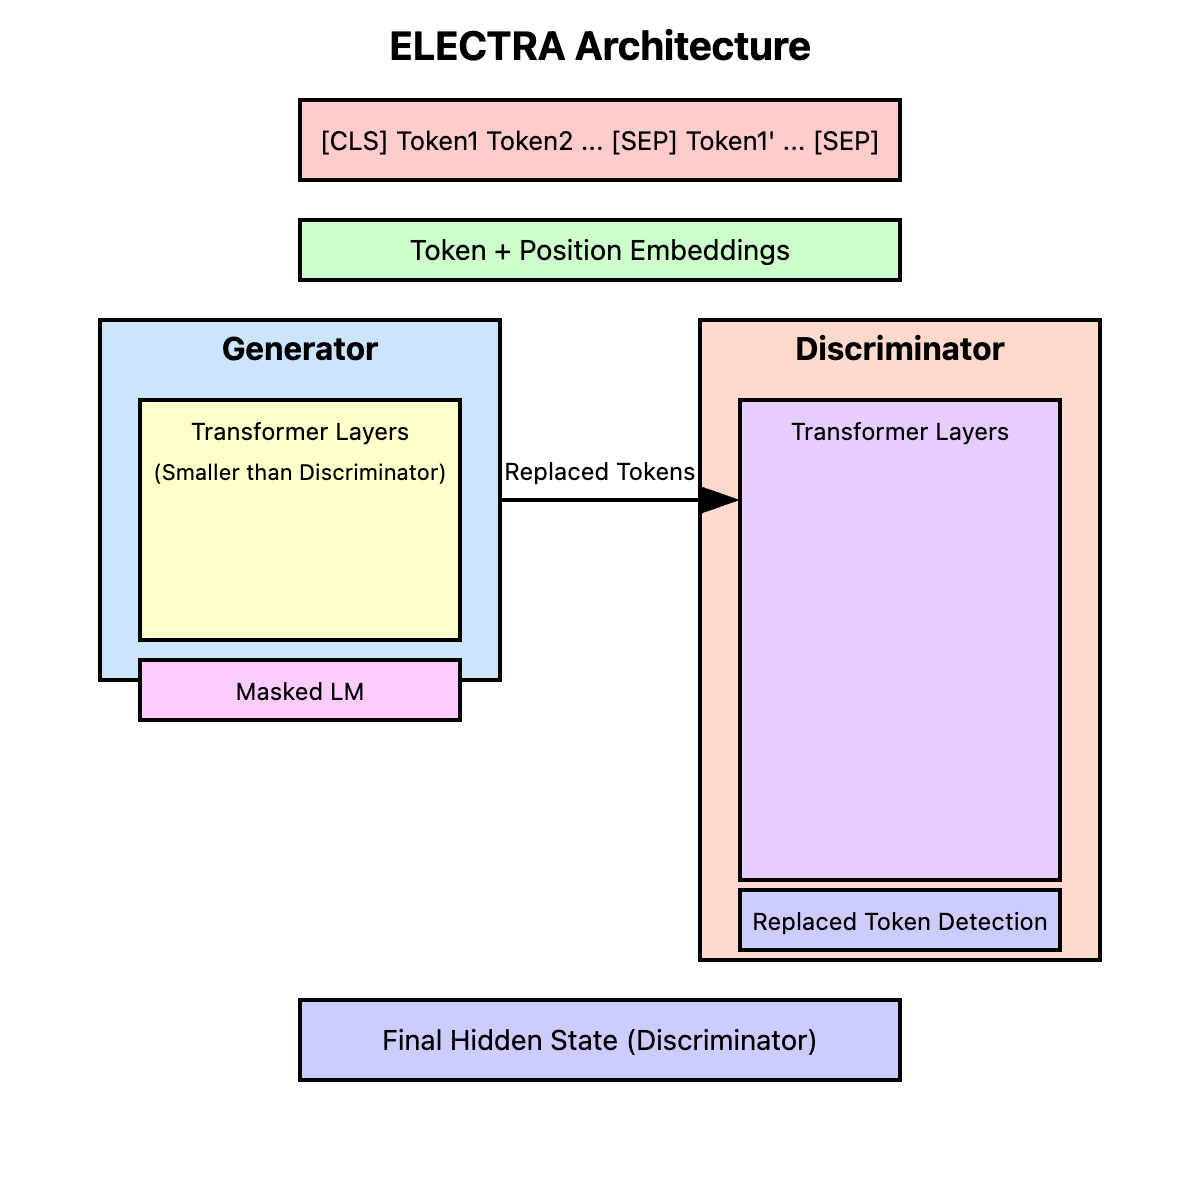 ELECTRA Architecture
[CLS] Token1 Token2 ... [SEP] Token1' ... [SEP]
Token + Position Embeddings
Generator
Transformer Layers
(Smaller than Discriminator)
Masked LM
Replaced Tokens
Discriminator
Transformer Layers
Replaced Token Detection
Final Hidden State (Discriminator)